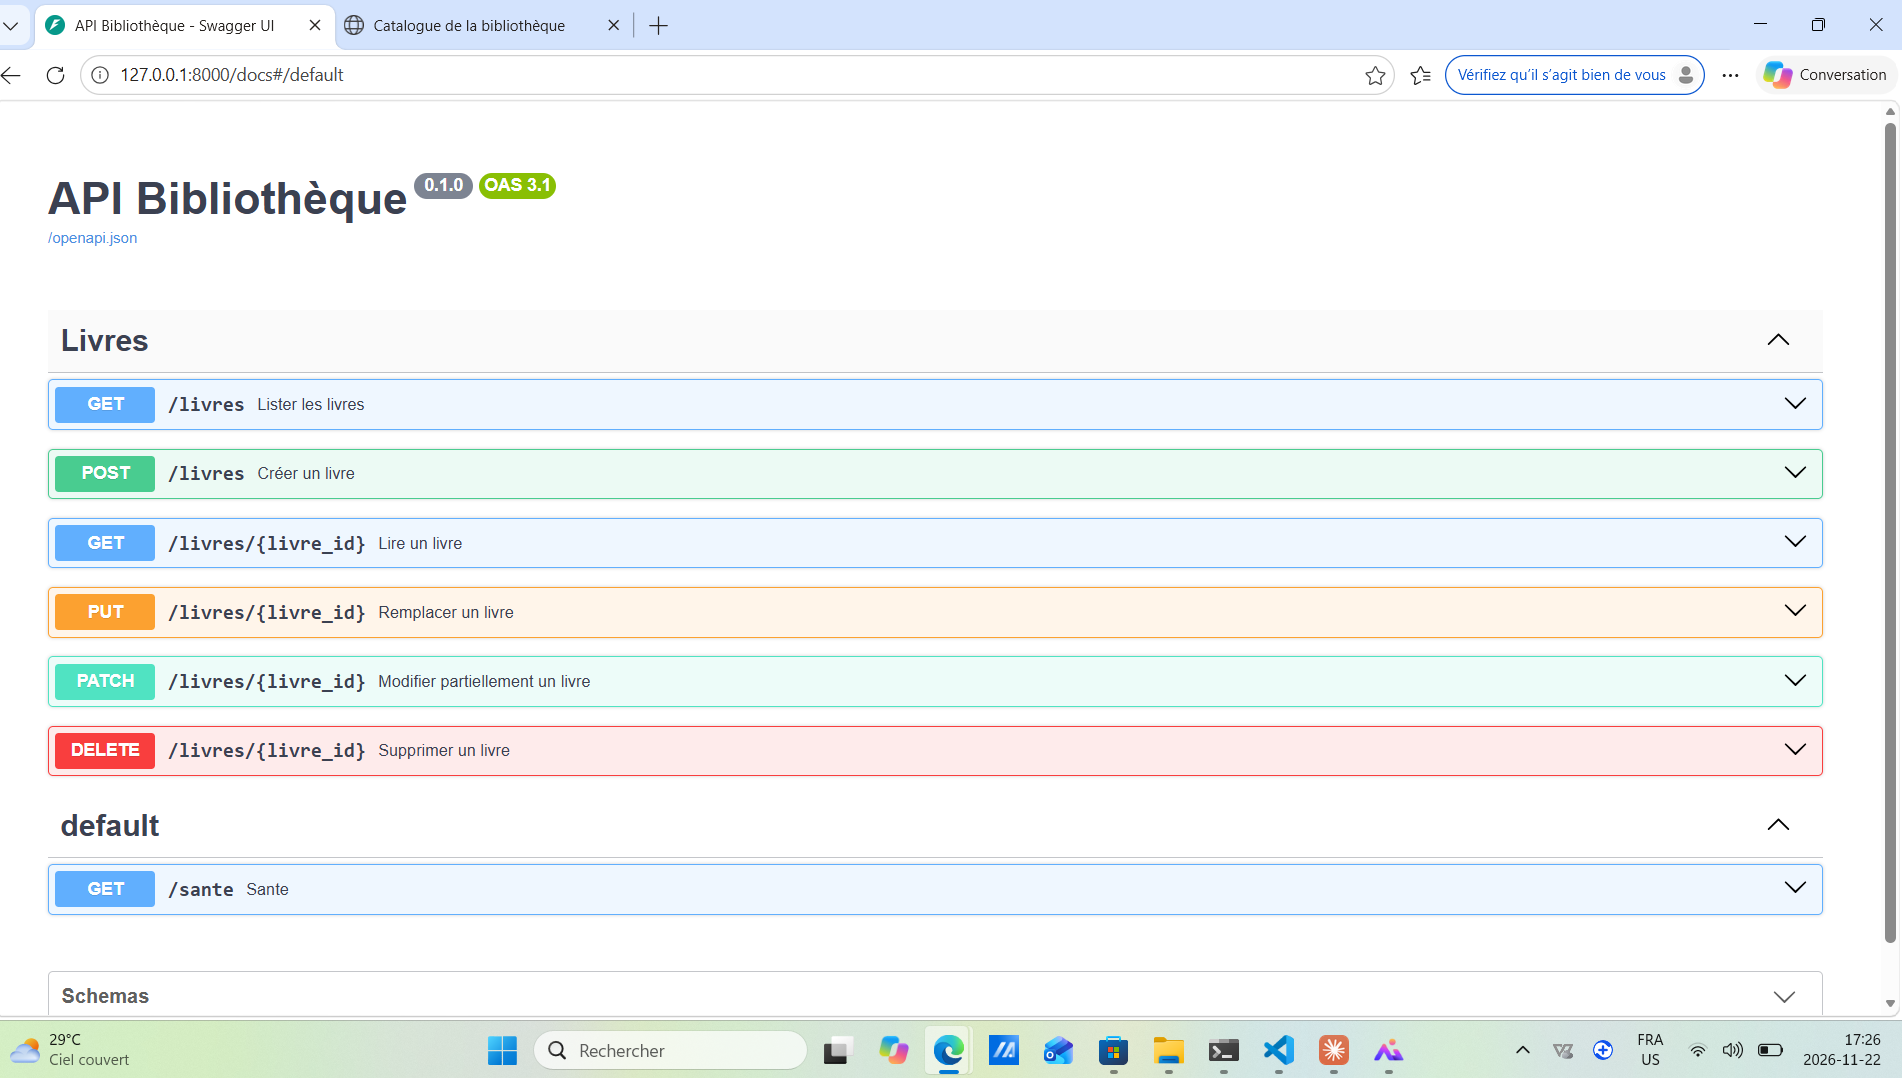 API Bibliothèque - Swagger UI
Catalogue de la bibliothèque
127.0.0.1:8000/docs#/default
Vérifiez qu'il s'agit bien de vous
Conversation
API Bibliothèque 0.1.0 OAS 3.1
/openapi.json
Livres
GET /livres Lister les livres
POST /livres Créer un livre
GET /livres/{livre_id} Lire un livre
PUT /livres/{livre_id} Remplacer un livre
PATCH /livres/{livre_id} Modifier partiellement un livre
DELETE /livres/{livre_id} Supprimer un livre
default
GET /sante Sante
Schemas
29°C
Ciel couvert
Rechercher
FRA
US
17:26
2026-11-22